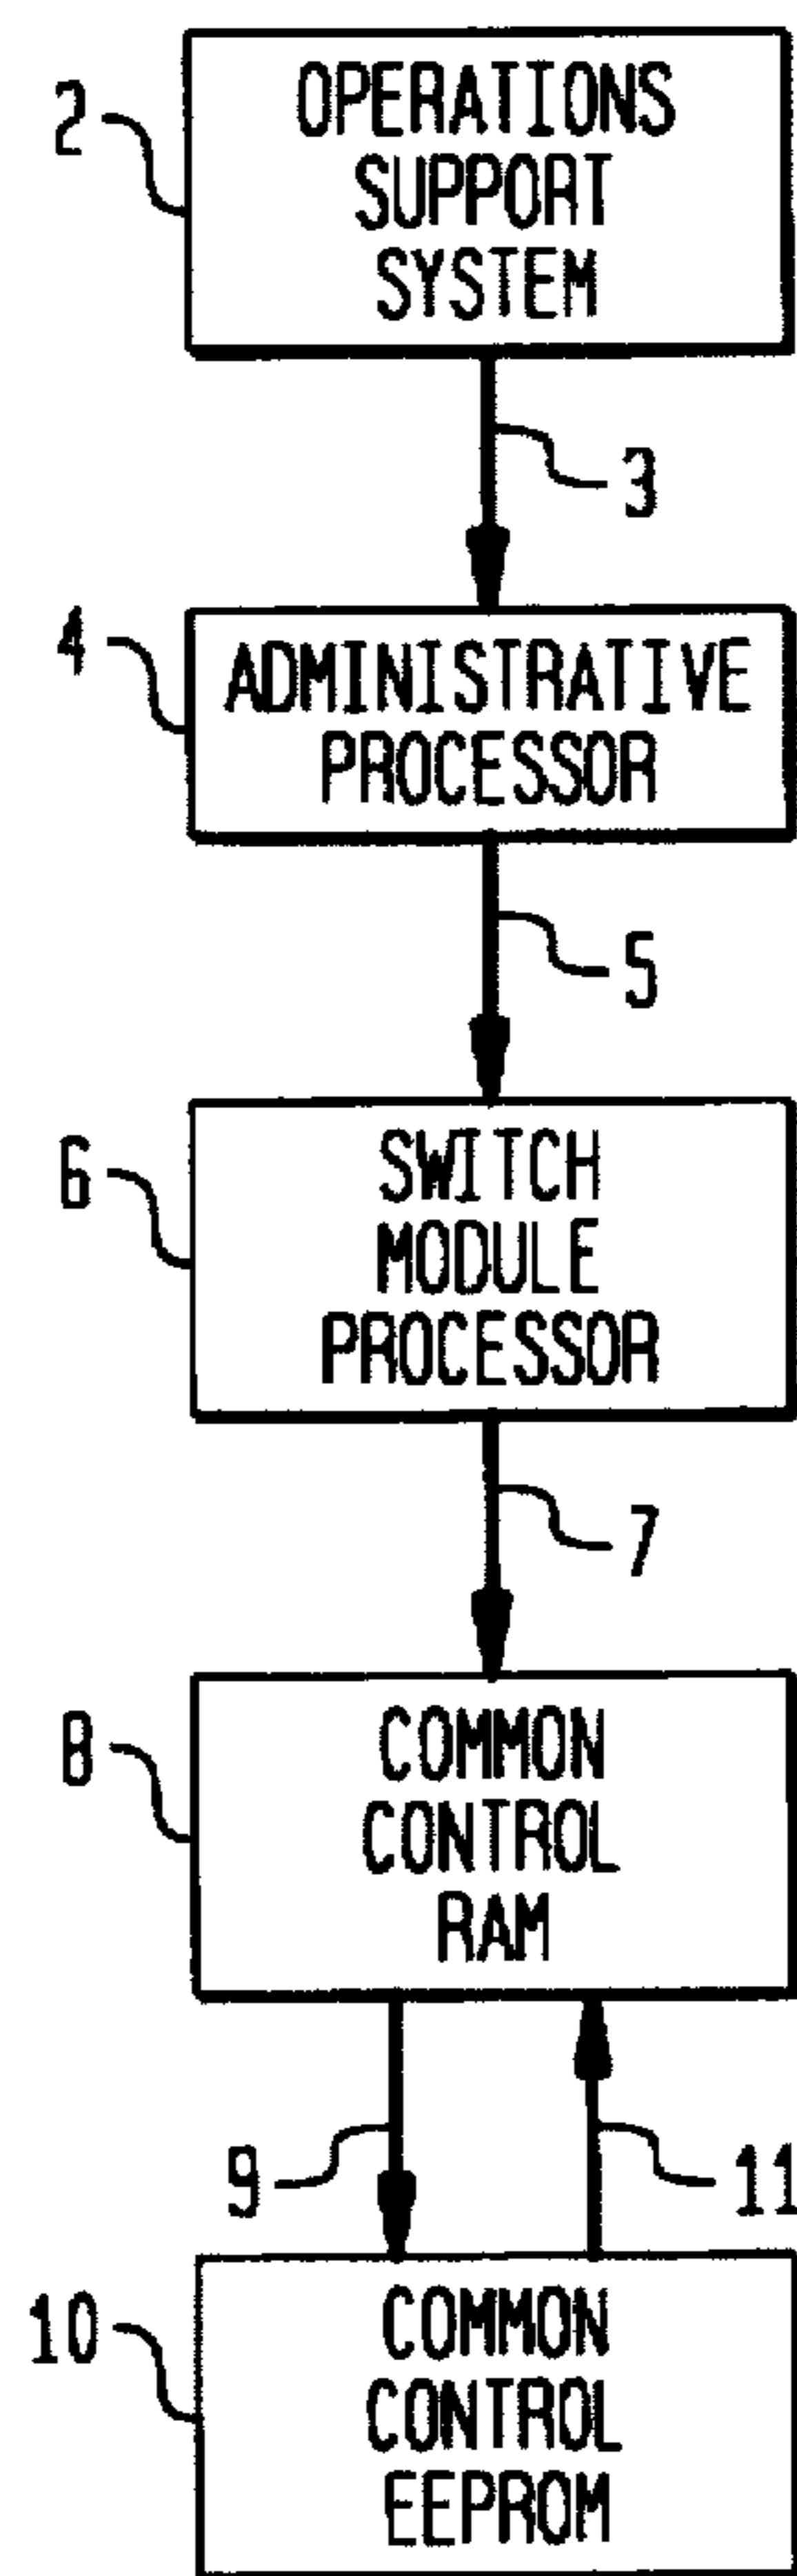 2
OPERATIONS
SUPPORT
SYSTEM
3
4
ADMINISTRATIVE
PROCESSOR
5
6
SWITCH
MODULE
PROCESSOR
7
8
COMMON
CONTROL
RAM
9
11
10
COMMON
CONTROL
EEPROM